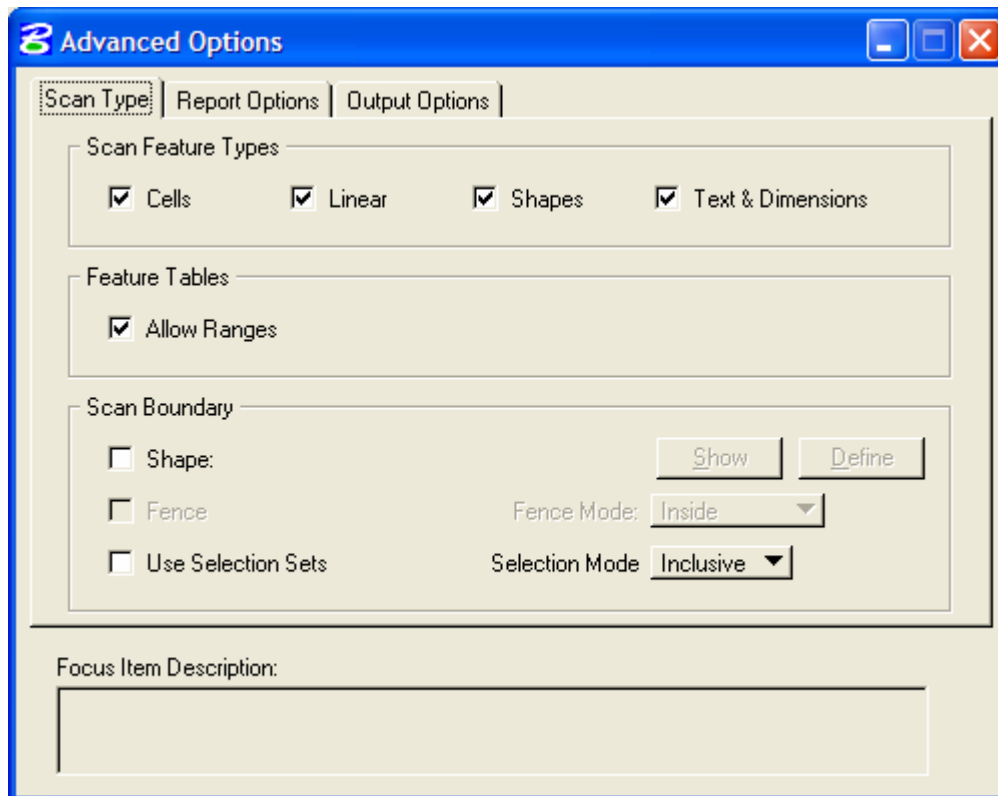 Advanced Options
Scan Type Report Options Output Options
Scan Feature Types
Cells Linear Shapes Text & Dimensions
Feature Tables
Allow Ranges
Scan Boundary
Shape: Show Define
Fence Fence Mode: Inside
Use Selection Sets Selection Mode Inclusive
Focus Item Description: